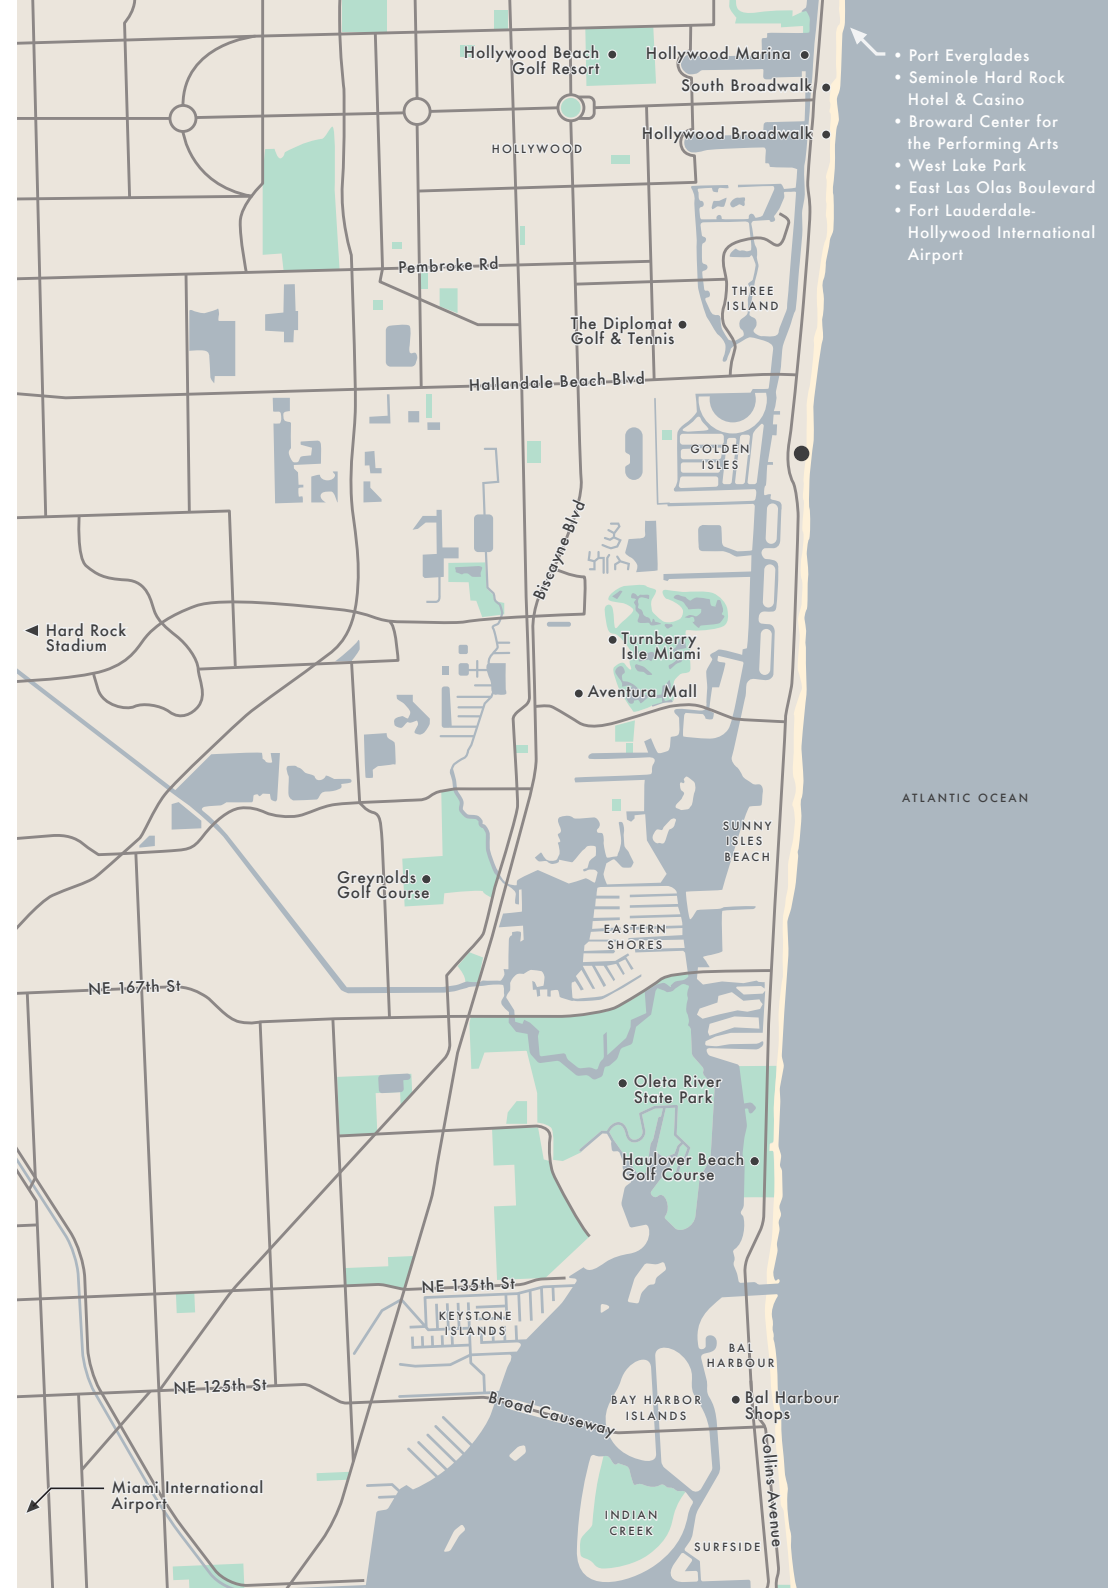 Hollywood Beach
Golf Resort
Hollywood Marina
South Broadwalk
Hollywood Broadwalk
• Port Everglades
• Seminole Hard Rock
Hotel & Casino
• Broward Center for
the Performing Arts
• West Lake Park
• East Las Olas Boulevard
• Fort Lauderdale-
Hollywood International
Airport
HOLLYWOOD
Pembroke Rd
THREE
ISLAND
The Diplomat
Golf & Tennis
Hallandale Beach Blvd
GOLDEN
ISLES
Biscayne Blvd
Hard Rock
Stadium
Turnberry
Isle Miami
Aventura Mall
ATLANTIC OCEAN
SUNNY
ISLES
BEACH
Greynolds
Golf Course
EASTERN
SHORES
NE 167th St
Oleta River
State Park
Haulover Beach
Golf Course
NE 135th St
KEYSTONE
ISLANDS
BAL
HARBOUR
NE 125th St
Broad Causeway
BAY HARBOR
ISLANDS
Bal Harbour
Shops
Collins Avenue
Miami International
Airport
INDIAN
CREEK
SURFSIDE